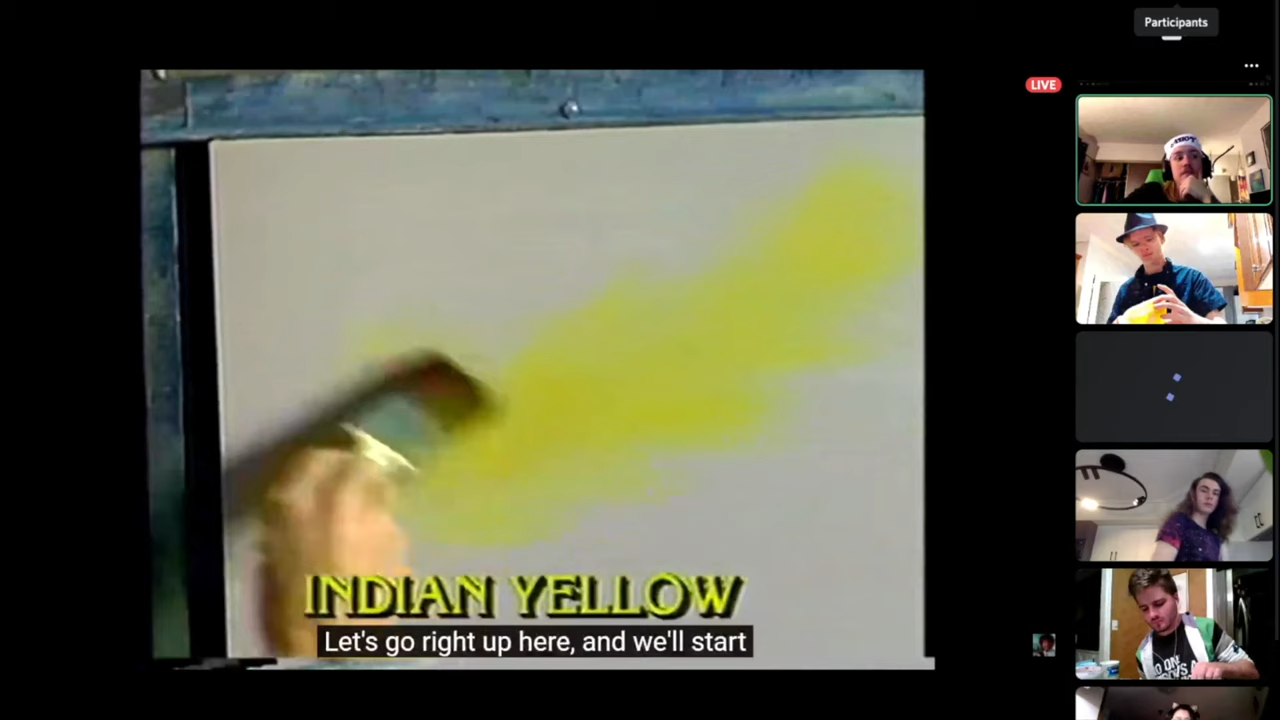 Participants
LIVE
INDIAN YELLOW
Let's go right up here, and we'll start